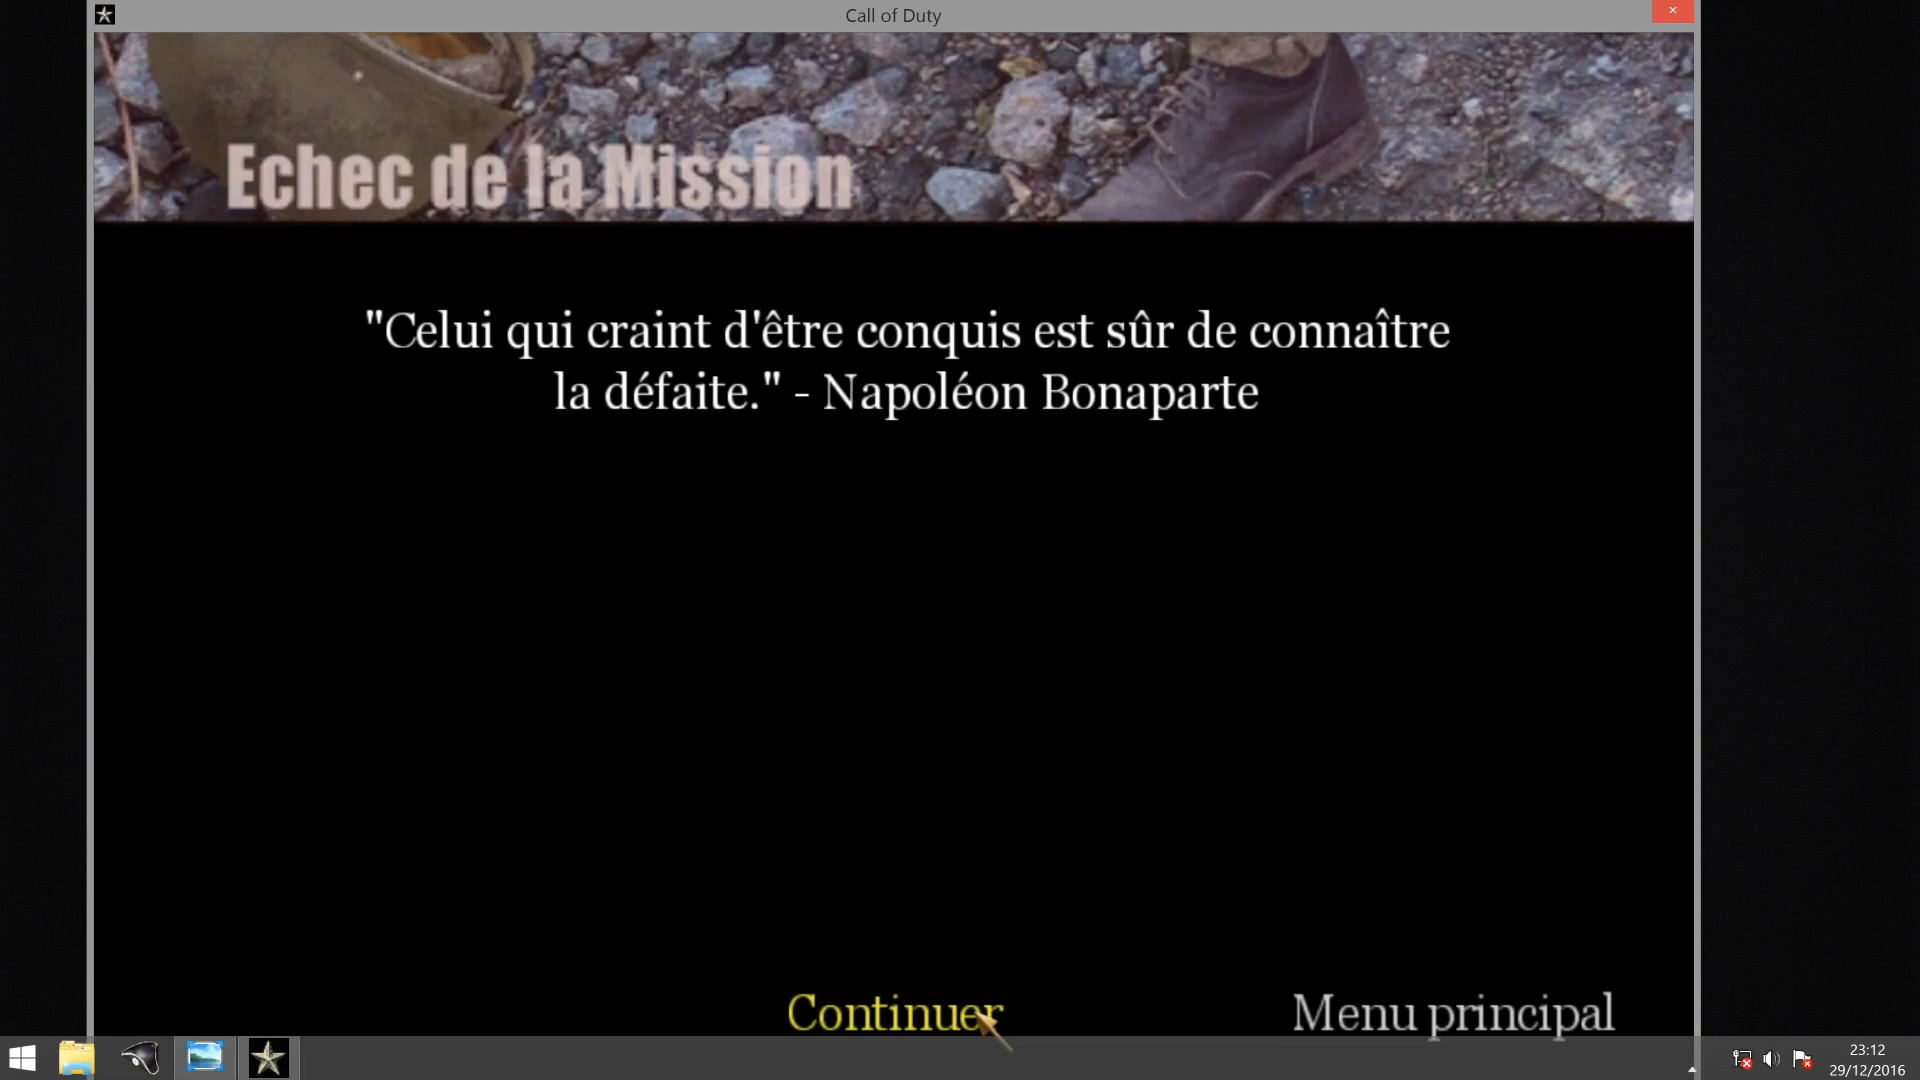 Call of Duty
Echec de la Mission
"Celui qui craint d'être conquis est sûr de connaître
la défaite." - Napoléon Bonaparte
Continuer
Menu principal
23:12
29/12/2016